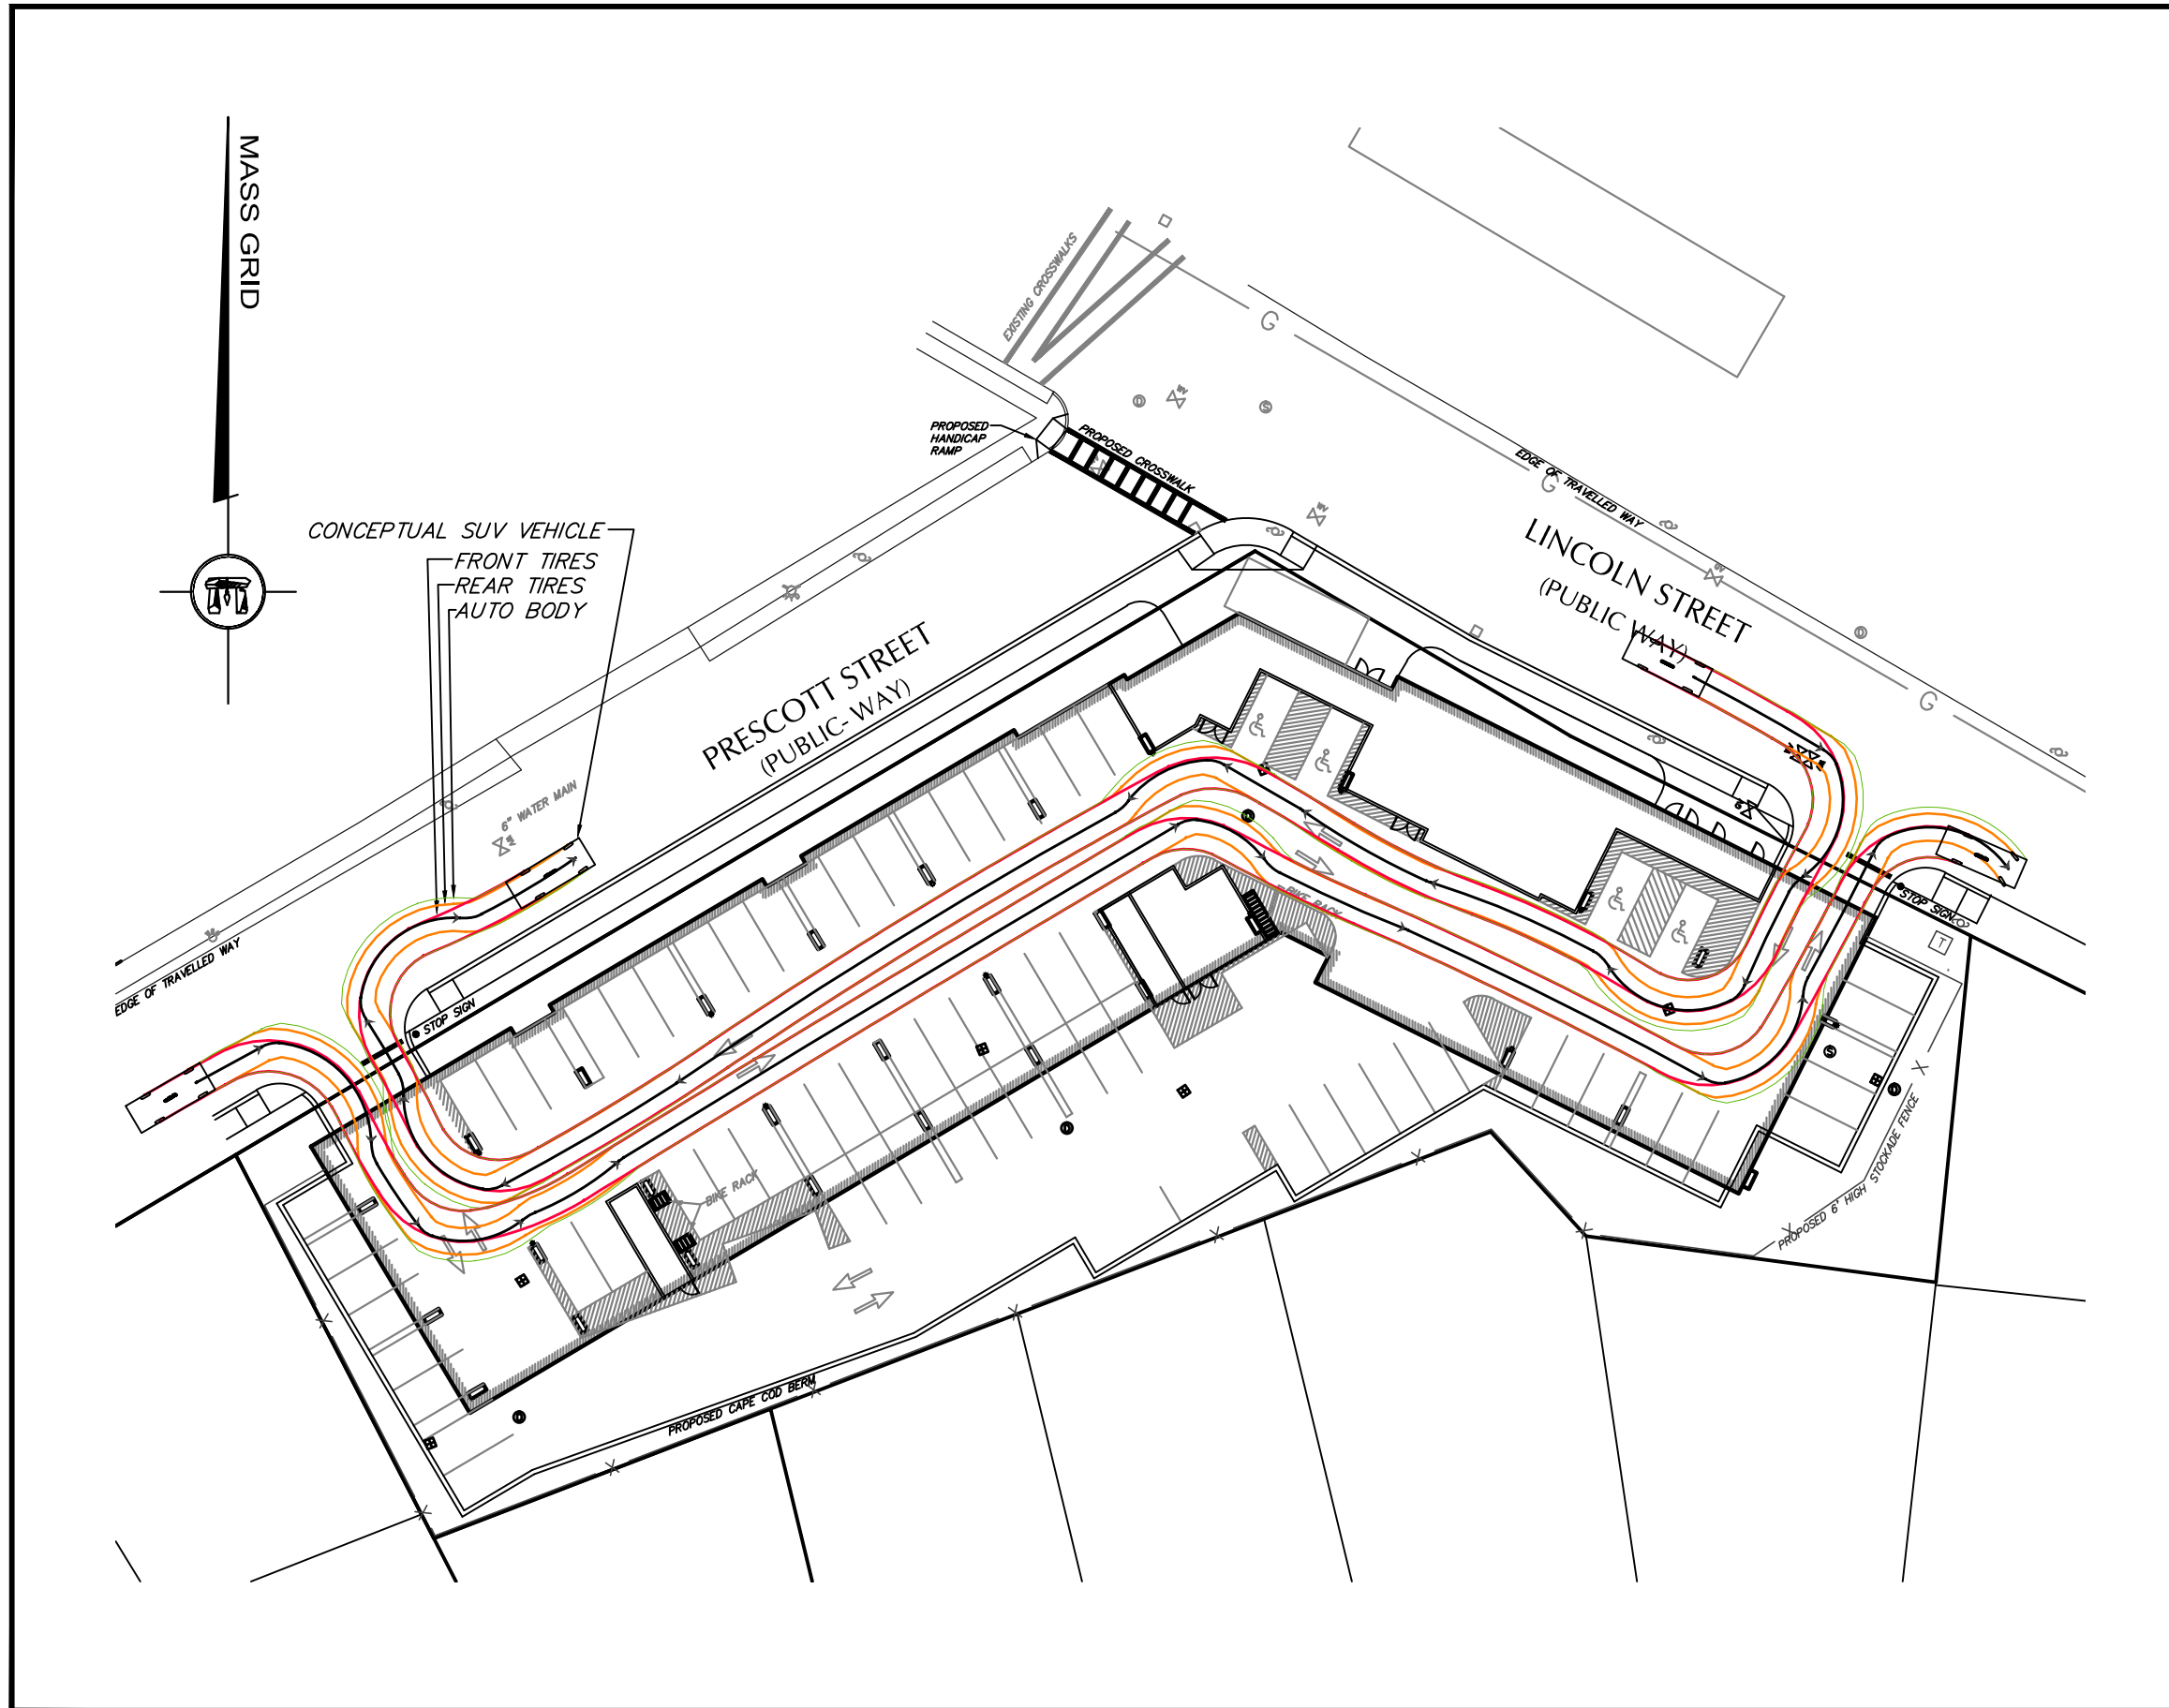 MASS GRID
EXISTING CROSSWALKS
G
PROPOSED
HANDICAP
RAMP
PROPOSED CROSSWALK
EDGE OF TRAVELLED WAY
G
LINCOLN STREET
(PUBLIC WAY)
G
CONCEPTUAL SUV VEHICLE
FRONT TIRES
REAR TIRES
AUTO BODY
PRESCOTT STREET
(PUBLIC-WAY)
6" WATER MAIN
EDGE OF TRAVELLED WAY
STOP SIGN
BIKE RACK
STOP SIGN
T
BIKE RACK
PROPOSED 6' HIGH STOCKADE FENCE
PROPOSED CAPE COD BERM